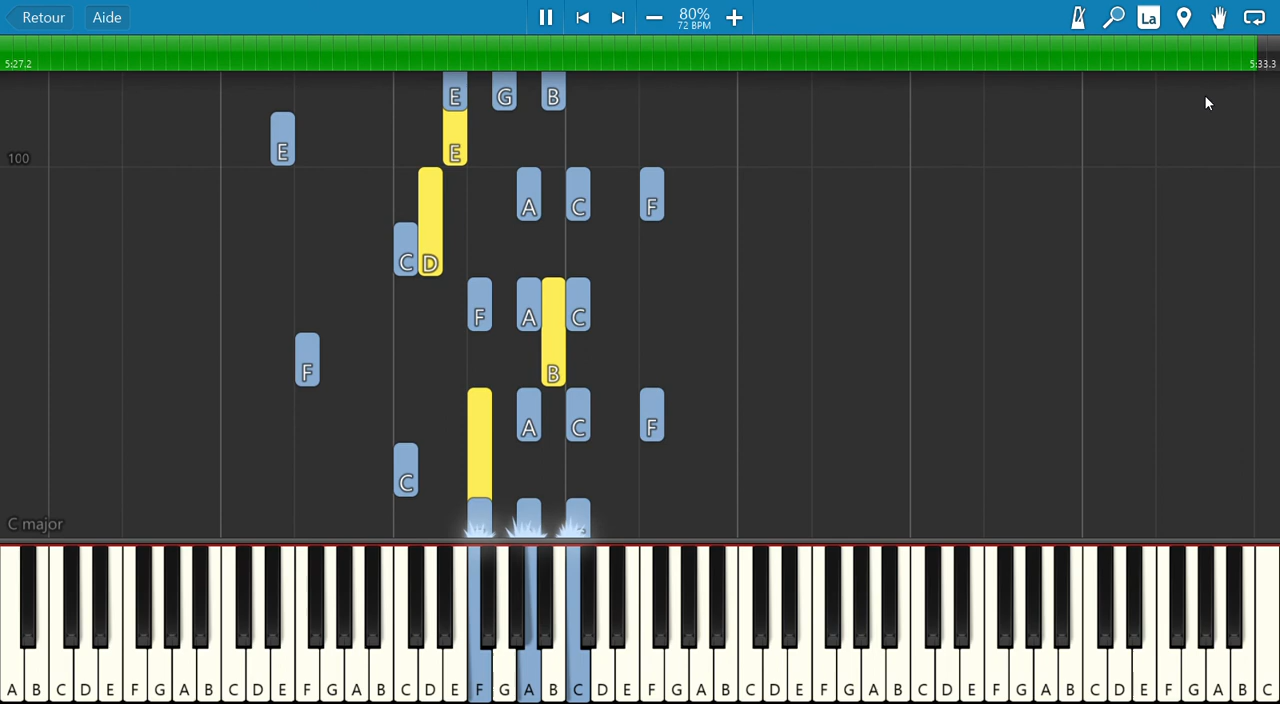 Retour Aide 80% La
72 BPM
5:27.2 5:33.3
E G B
E E
100
A C F
C D
F A C
F B
A C F
C
C major
A B C D E F G A B C D E F G A B C D E F G A B C D E F G A B C D E F G A B C D E F G A B C D E F G A B C